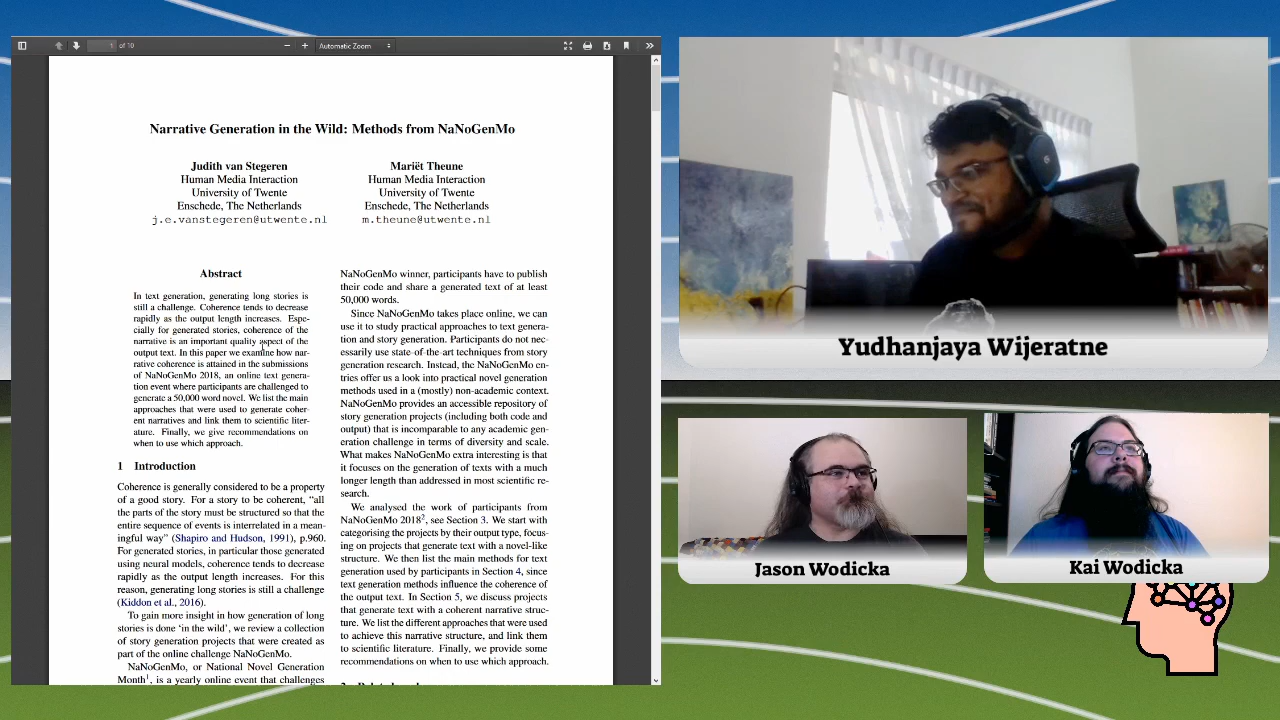 1 of 10
Automatic Zoom
Narrative Generation in the Wild: Methods from NaNoGenMo
Judith van Stegeren
Human Media Interaction
University of Twente
Enschede, The Netherlands
j.e.vanstegeren@utwente.nl
Mariët Theune
Human Media Interaction
University of Twente
Enschede, The Netherlands
m.theune@utwente.nl
Abstract
In text generation, generating long stories is
still a challenge. Coherence tends to decrease
rapidly as the output length increases. Espe-
cially for generated stories, coherence of the
narrative is an important quality aspect of the
output text. In this paper we examine how nar-
rative coherence is attained in the submissions
of NaNoGenMo 2018, an online text genera-
tion event where participants are challenged to
generate a 50,000 word novel. We list the main
approaches that were used to generate coher-
ent narratives and link them to scientific liter-
ature. Finally, we give recommendations on
when to use which approach.
1 Introduction
Coherence is generally considered to be a property
of a good story. For a story to be coherent, “all
the parts of the story must be structured so that the
entire sequence of events is interrelated in a mean-
ingful way” (Shapiro and Hudson, 1991), p.960.
For generated stories, in particular those generated
using neural models, coherence tends to decrease
rapidly as the output length increases. For this
reason, generating long stories is still a challenge
(Kiddon et al., 2016).
To gain more insight in how generation of long
stories is done ‘in the wild’, we review a collection
of story generation projects that were created as
part of the online challenge NaNoGenMo.
NaNoGenMo, or National Novel Generation
Month1, is a yearly online event that challenges
NaNoGenMo winner, participants have to publish
their code and share a generated text of at least
50,000 words.
Since NaNoGenMo takes place online, we can
use it to study practical approaches to text genera-
tion and story generation. Participants do not nec-
essarily use state-of-the-art techniques from story
generation research. Instead, the NaNoGenMo en-
tries offer us a look into practical novel generation
methods used in a (mostly) non-academic context.
NaNoGenMo provides an accessible repository of
story generation projects (including both code and
output) that is incomparable to any academic gen-
eration challenge in terms of diversity and scale.
What makes NaNoGenMo extra interesting is that
it focuses on the generation of texts with a much
longer length than addressed in most scientific re-
search.
We analysed the work of participants from
NaNoGenMo 20182, see Section 3. We start with
categorising the projects by their output type, focus-
ing on projects that generate text with a novel-like
structure. We then list the main methods for text
generation used by participants in Section 4, since
text generation methods influence the coherence of
the output text. In Section 5, we discuss projects
that generate text with a coherent narrative struc-
ture. We list the different approaches that were used
to achieve this narrative structure, and link them
to scientific literature. Finally, we provide some
recommendations on when to use which approach.
Yudhanjaya Wijeratne
Jason Wodicka
Kai Wodicka